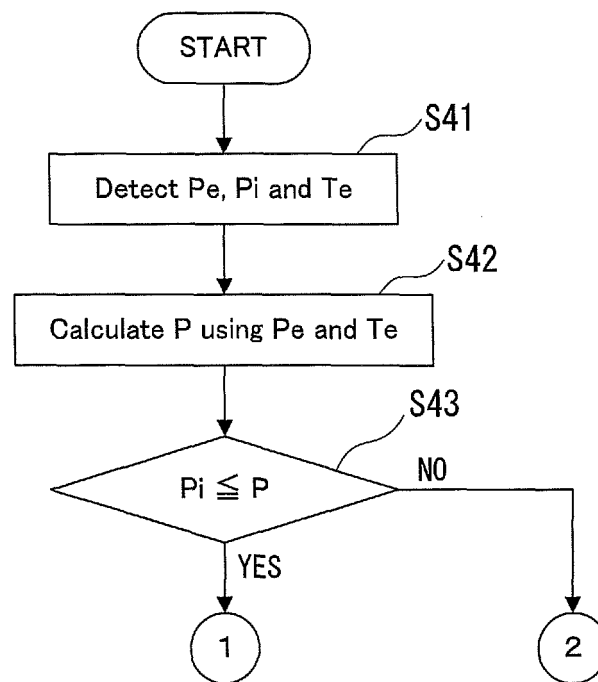 START
S41
Detect Pe, Pi and Te
S42
Calculate P using Pe and Te
S43
Pi ≦ P
NO
YES
1
2